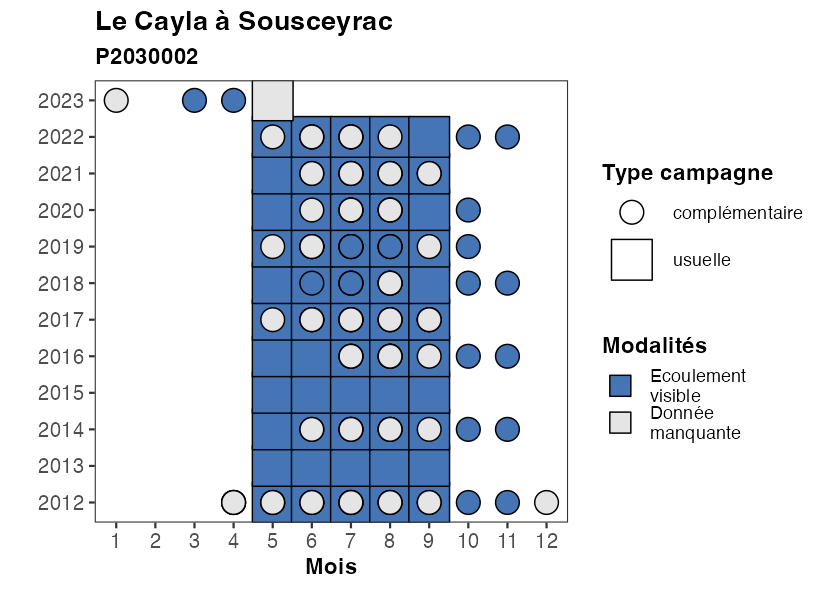 Le Cayla à Sousceyrac
P2030002
2023
2022
2021
2020
2019
2018
2017
2016
2015
2014
2013
2012
1 2 3 4 5 6 7 8 9 10 11 12
Mois
Type campagne
complémentaire
usuelle
Modalités
Ecoulement
visible
Donnée
manquante